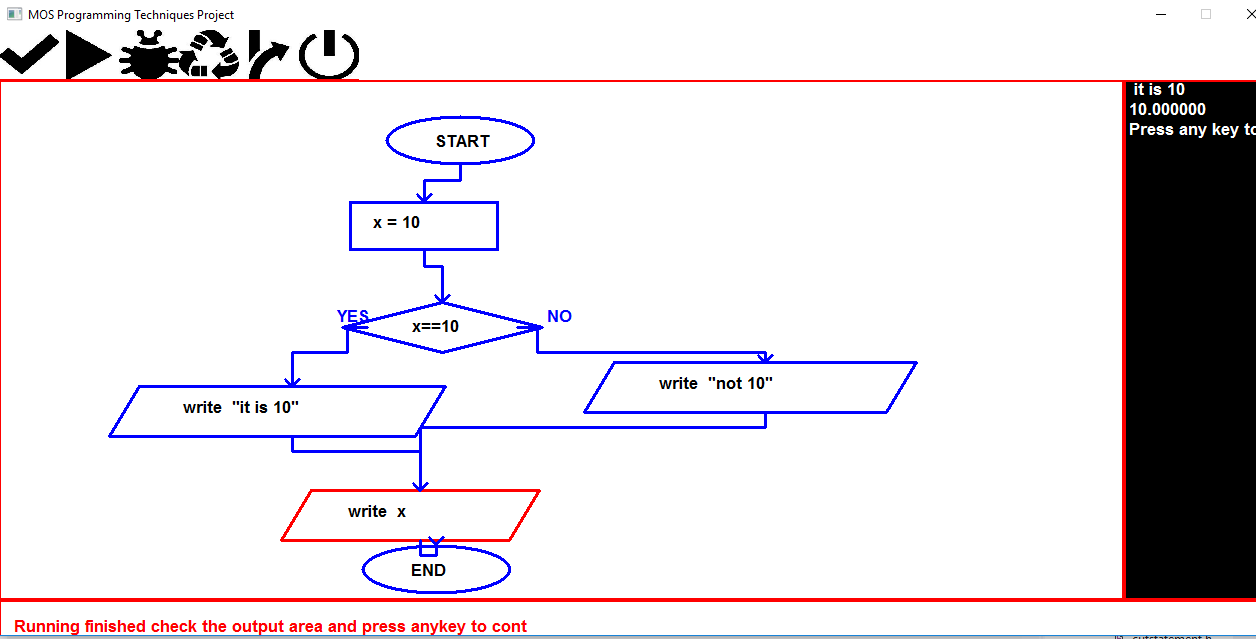 MOS Programming Techniques Project
it is 10
10.000000
Press any key to
START
x = 10
YES
x==10
NO
write "it is 10"
write "not 10"
write x
END
Running finished check the output area and press anykey to cont